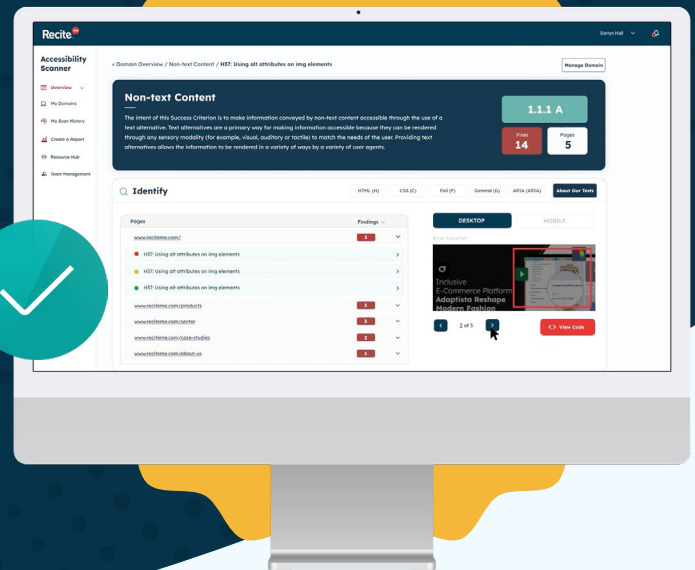 Recite
Darryn Hall
Accessibility
Scanner
Overview
My Domains
My Scan History
Create A Report
Resource Hub
Team Management
‹ Domain Overview / Non-text Content / H37: Using alt attributes on img elements
Manage Domain
Non-text Content
The intent of this Success Criterion is to make information conveyed by non-text content accessible through the use of a
text alternative. Text alternatives are a primary way for making information accessible because they can be rendered
through any sensory modality (for example, visual, auditory or tactile) to match the needs of the user. Providing text
alternatives allows the information to be rendered in a variety of ways by a variety of user agents.
1.1.1 A
Fixes
14
Pages
5
Identify
HTML (H)
CSS (C)
Fail (F)
General (G)
ARIA (ARIA)
About Our Tests
Pages
Findings
www.reciteme.com/
H37: Using alt attributes on img elements
H37: Using alt attributes on img elements
H37: Using alt attributes on img elements
www.reciteme.com/products
www.reciteme.com/sector
www.reciteme.com/case-studies
2
www.reciteme.com/about-us
DESKTOP
MOBILE
Error Location
Inclusive
E-Commerce Platform
Adaptista Reshape
Modern Fashion
2 of 3
<> View Code